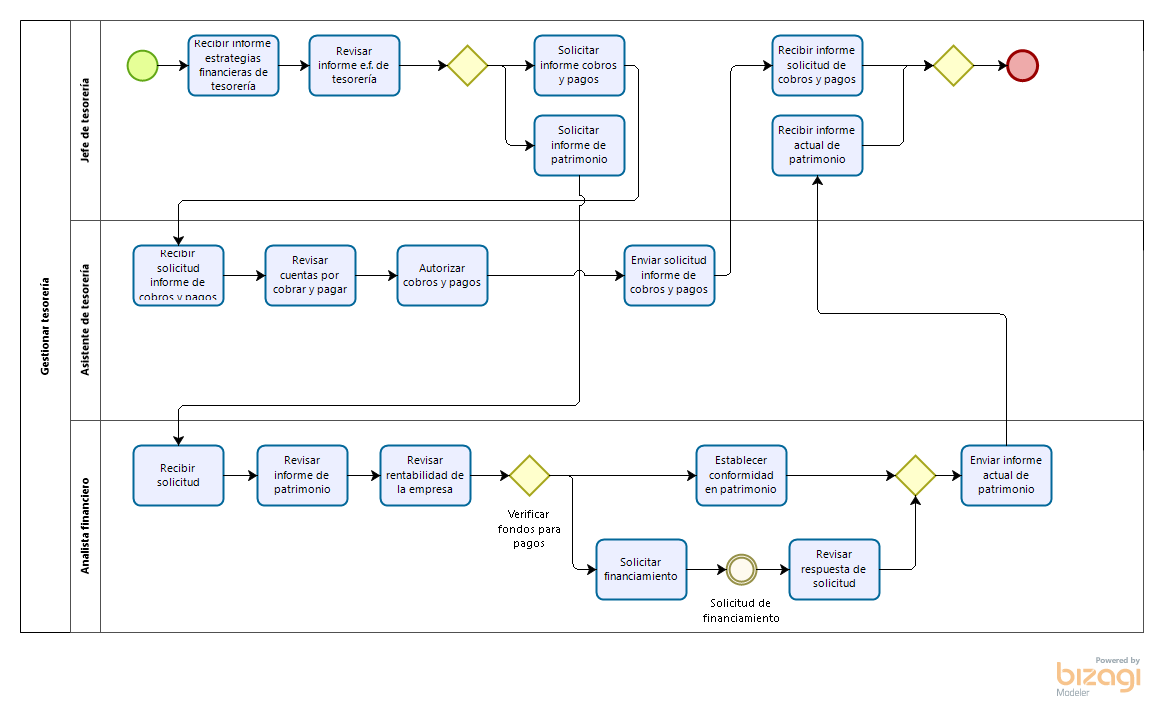 Gestionar tesorería
Jefe de tesorería
Recibir informe
estrategias
financieras de
tesorería
Revisar
informe e.f. de
tesorería
Solicitar
informe cobros
y pagos
Solicitar
informe de
patrimonio
Recibir informe
solicitud de
cobros y pagos
Recibir informe
actual de
patrimonio
Asistente de tesorería
Recibir
solicitud
informe de
cobros y pagos
Revisar
cuentas por
cobrar y pagar
Autorizar
cobros y pagos
Enviar solicitud
informe de
cobros y pagos
Analista financiero
Recibir
solicitud
Revisar
informe de
patrimonio
Revisar
rentabilidad de
la empresa
Verificar
fondos para
pagos
Establecer
conformidad
en patrimonio
Solicitar
financiamiento
Solicitud de
financiamiento
Revisar
respuesta de
solicitud
Enviar informe
actual de
patrimonio
Powered by
bizagi
Modeler